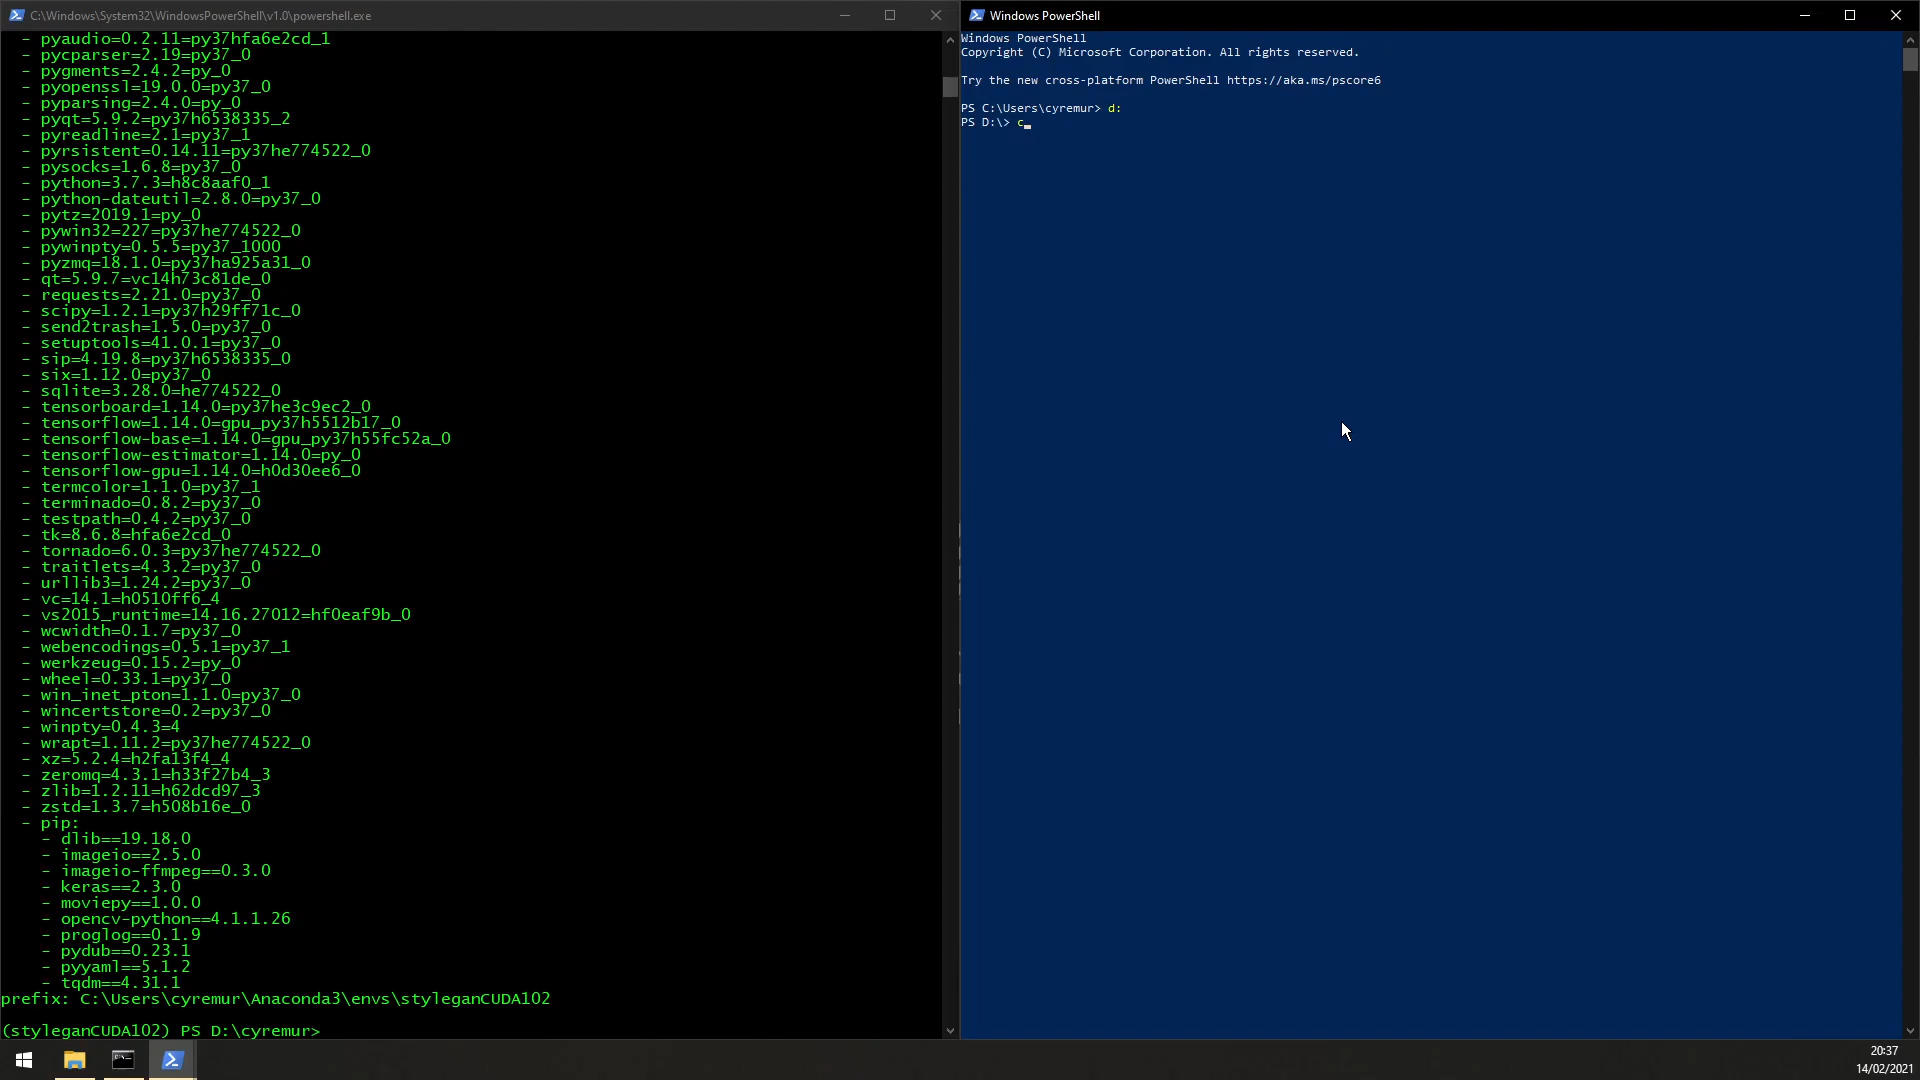 C:\Windows\System32\WindowsPowerShell\v1.0\powershell.exe
- pyaudio=0.2.11=py37hfa6e2cd_1
- pycparser=2.19=py37_0
- pygments=2.4.2=py_0
- pyopenssl=19.0.0=py37_0
- pyparsing=2.4.0=py_0
- pyqt=5.9.2=py37h6538335_2
- pyreadline=2.1=py37_1
- pyrsistent=0.14.11=py37he774522_0
- pysocks=1.6.8=py37_0
- python=3.7.3=h8c8aaf0_1
- python-dateutil=2.8.0=py37_0
- pytz=2019.1=py_0
- pywin32=227=py37he774522_0
- pywinpty=0.5.5=py37_1000
- pyzmq=18.1.0=py37ha925a31_0
- qt=5.9.7=vc14h73c81de_0
- requests=2.21.0=py37_0
- scipy=1.2.1=py37h29ff71c_0
- send2trash=1.5.0=py37_0
- setuptools=41.0.1=py37_0
- sip=4.19.8=py37h6538335_0
- six=1.12.0=py37_0
- sqlite=3.28.0=he774522_0
- tensorboard=1.14.0=py37he3c9ec2_0
- tensorflow=1.14.0=gpu_py37h5512b17_0
- tensorflow-base=1.14.0=gpu_py37h55fc52a_0
- tensorflow-estimator=1.14.0=py_0
- tensorflow-gpu=1.14.0=h0d30ee6_0
- termcolor=1.1.0=py37_1
- terminado=0.8.2=py37_0
- testpath=0.4.2=py37_0
- tk=8.6.8=hfa6e2cd_0
- tornado=6.0.3=py37he774522_0
- traitlets=4.3.2=py37_0
- urllib3=1.24.2=py37_0
- vc=14.1=h0510ff6_4
- vs2015_runtime=14.16.27012=hf0eaf9b_0
- wcwidth=0.1.7=py37_0
- webencodings=0.5.1=py37_1
- werkzeug=0.15.2=py_0
- wheel=0.33.1=py37_0
- win_inet_pton=1.1.0=py37_0
- wincertstore=0.2=py37_0
- winpty=0.4.3=4
- wrapt=1.11.2=py37he774522_0
- xz=5.2.4=h2fa13f4_4
- zeromq=4.3.1=h33f27b4_3
- zlib=1.2.11=h62dcd97_3
- zstd=1.3.7=h508b16e_0
- pip:
- dlib==19.18.0
- imageio==2.5.0
- imageio-ffmpeg==0.3.0
- keras==2.3.0
- moviepy==1.0.0
- opencv-python==4.1.1.26
- proglog==0.1.9
- pydub==0.23.1
- pyyaml==5.1.2
- tqdm==4.31.1
prefix: C:\Users\cyremur\Anaconda3\envs\styleganCUDA102
(styleganCUDA102) PS D:\cyremur>
Windows PowerShell
Windows PowerShell
Copyright (C) Microsoft Corporation. All rights reserved.
Try the new cross-platform PowerShell https://aka.ms/pscore6
PS C:\Users\cyremur> d:
PS D:\> c
20:37
14/02/2021